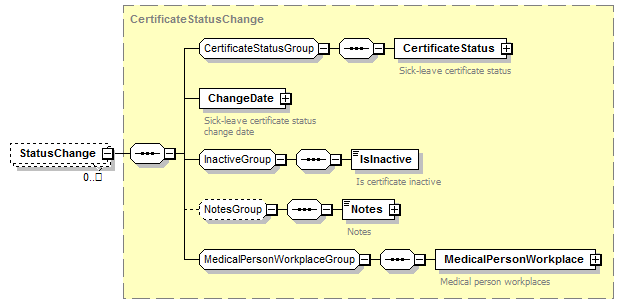 CertificateStatusChange
CertificateStatusGroup
CertificateStatus
Sick-leave certificate status
ChangeDate
Sick-leave certificate status
change date
StatusChange
0..
InactiveGroup
IsInactive
Is certificate inactive
NotesGroup
Notes
Notes
MedicalPersonWorkplaceGroup
MedicalPersonWorkplace
Medical person workplaces